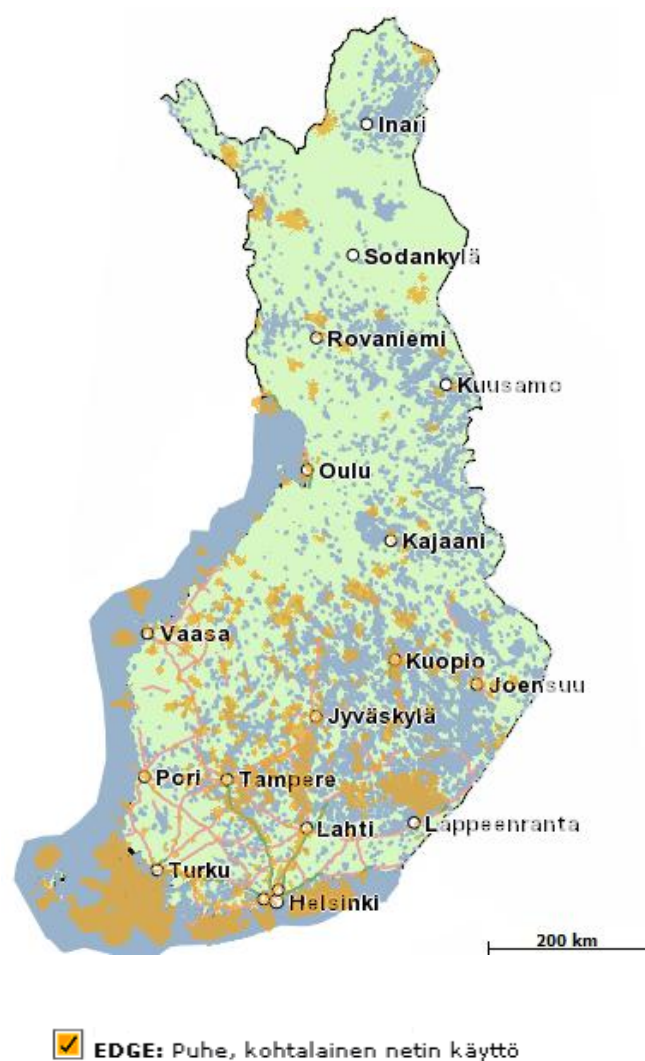 Inari
Sodankylä
Rovaniemi
Kuusamo
Oulu
Kajaani
Vaasa
Kuopio
Joensuu
Jyväskylä
Pori
Tampere
Lahti
Lappeenranta
Turku
Helsinki
200 km
EDGE: Puhe, kohtalainen netin käyttö